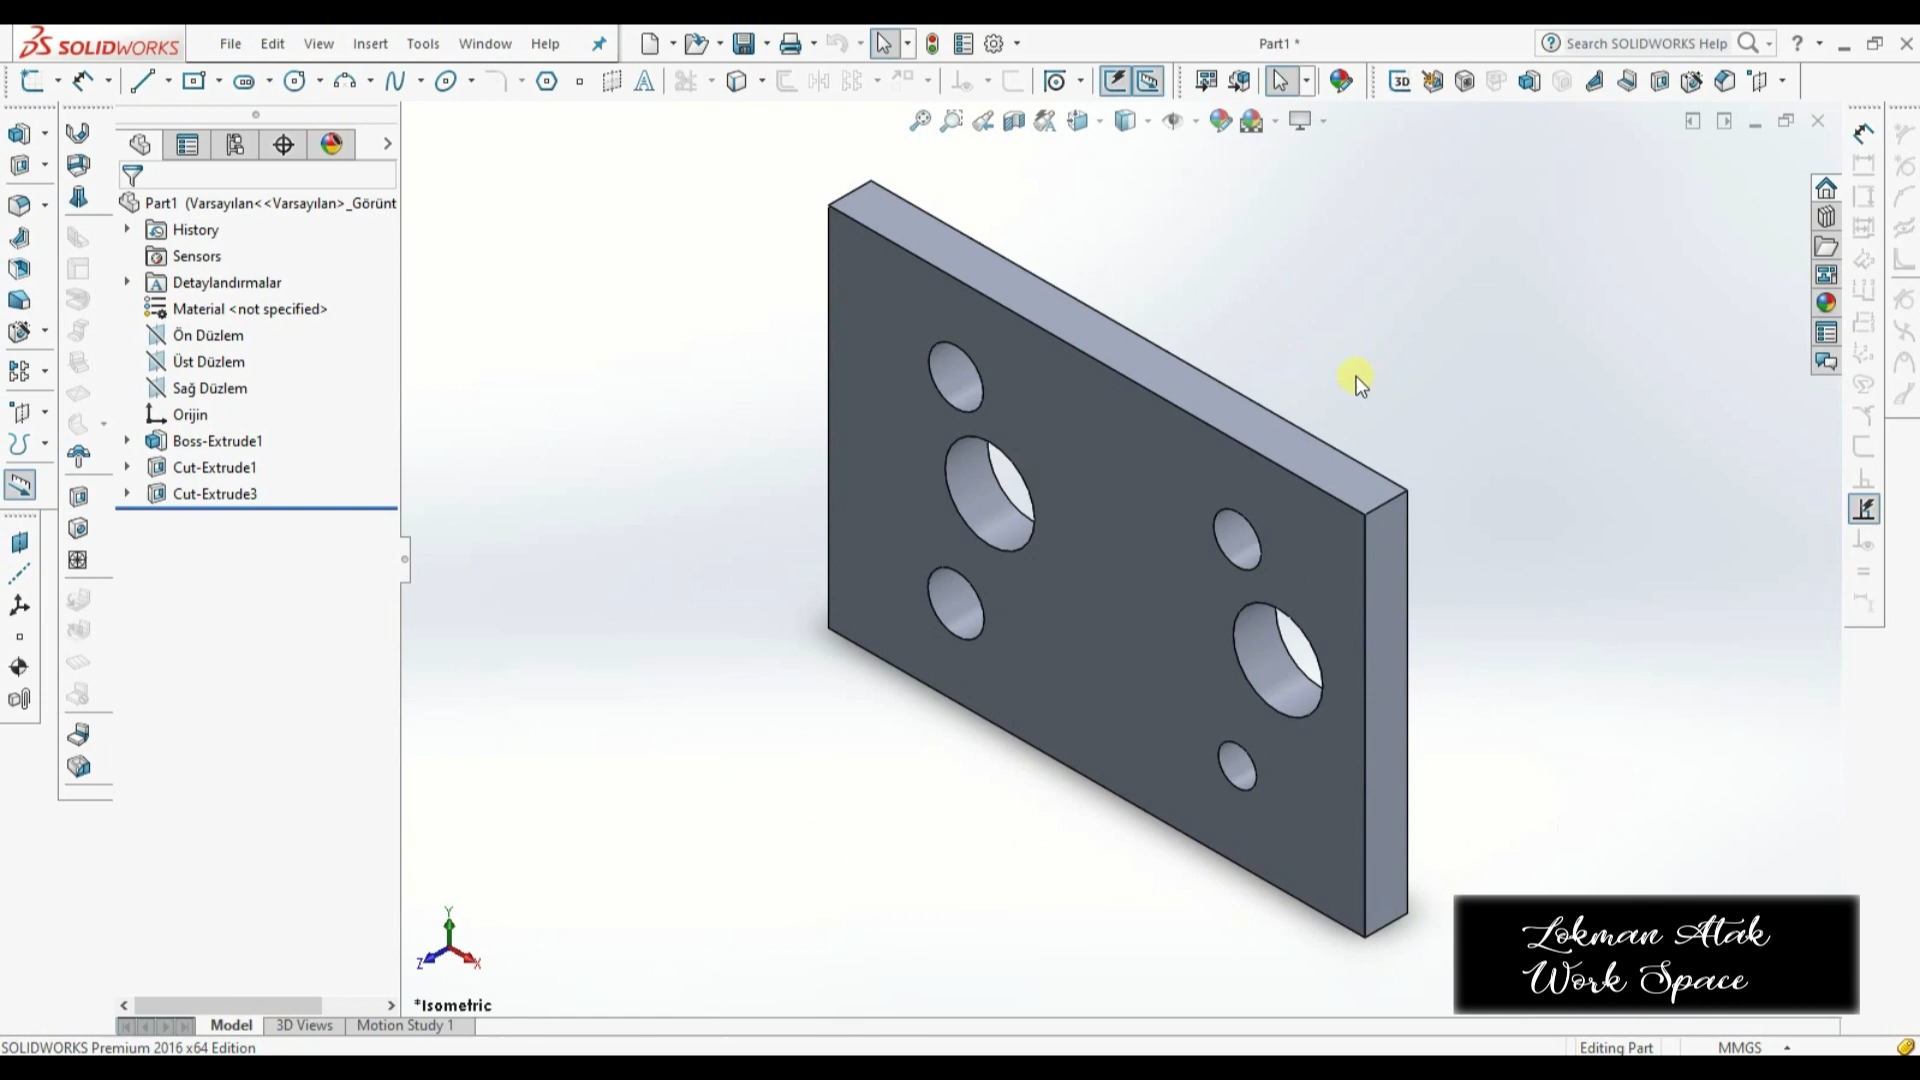 SOLIDWORKS
File Edit View Insert Tools Window Help
Part1 *
Search SOLIDWORKS Help
3D
Part1 (Varsayılan<<Varsayılan>_Görünt
History
Sensors
Detaylandırmalar
Material <not specified>
Ön Düzlem
Üst Düzlem
Sağ Düzlem
Orijin
Boss-Extrude1
Cut-Extrude1
Cut-Extrude3
Y
Z
X
*Isometric
Lokman Atak
Work Space
Model 3D Views Motion Study 1
SOLIDWORKS Premium 2016 x64 Edition
Editing Part
MMGS